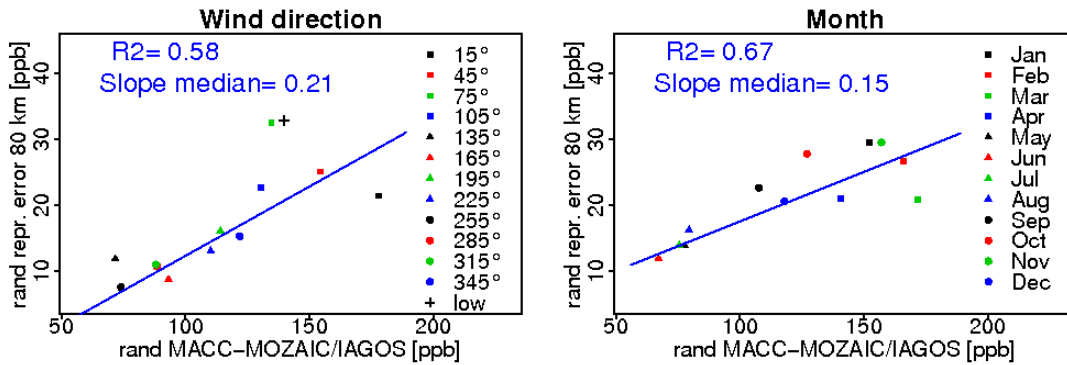 Wind direction
R2= 0.58
Slope median= 0.21
rand repr. error 80 km [ppb]
40
30
20
10
50 100 150 200
rand MACC−MOZAIC/IAGOS [ppb]
15°
45°
75°
105°
135°
165°
195°
225°
255°
285°
315°
345°
low
Month
R2= 0.67
Slope median= 0.15
rand repr. error 80 km [ppb]
40
30
20
10
50 100 150 200
rand MACC−MOZAIC/IAGOS [ppb]
Jan
Feb
Mar
Apr
May
Jun
Jul
Aug
Sep
Oct
Nov
Dec